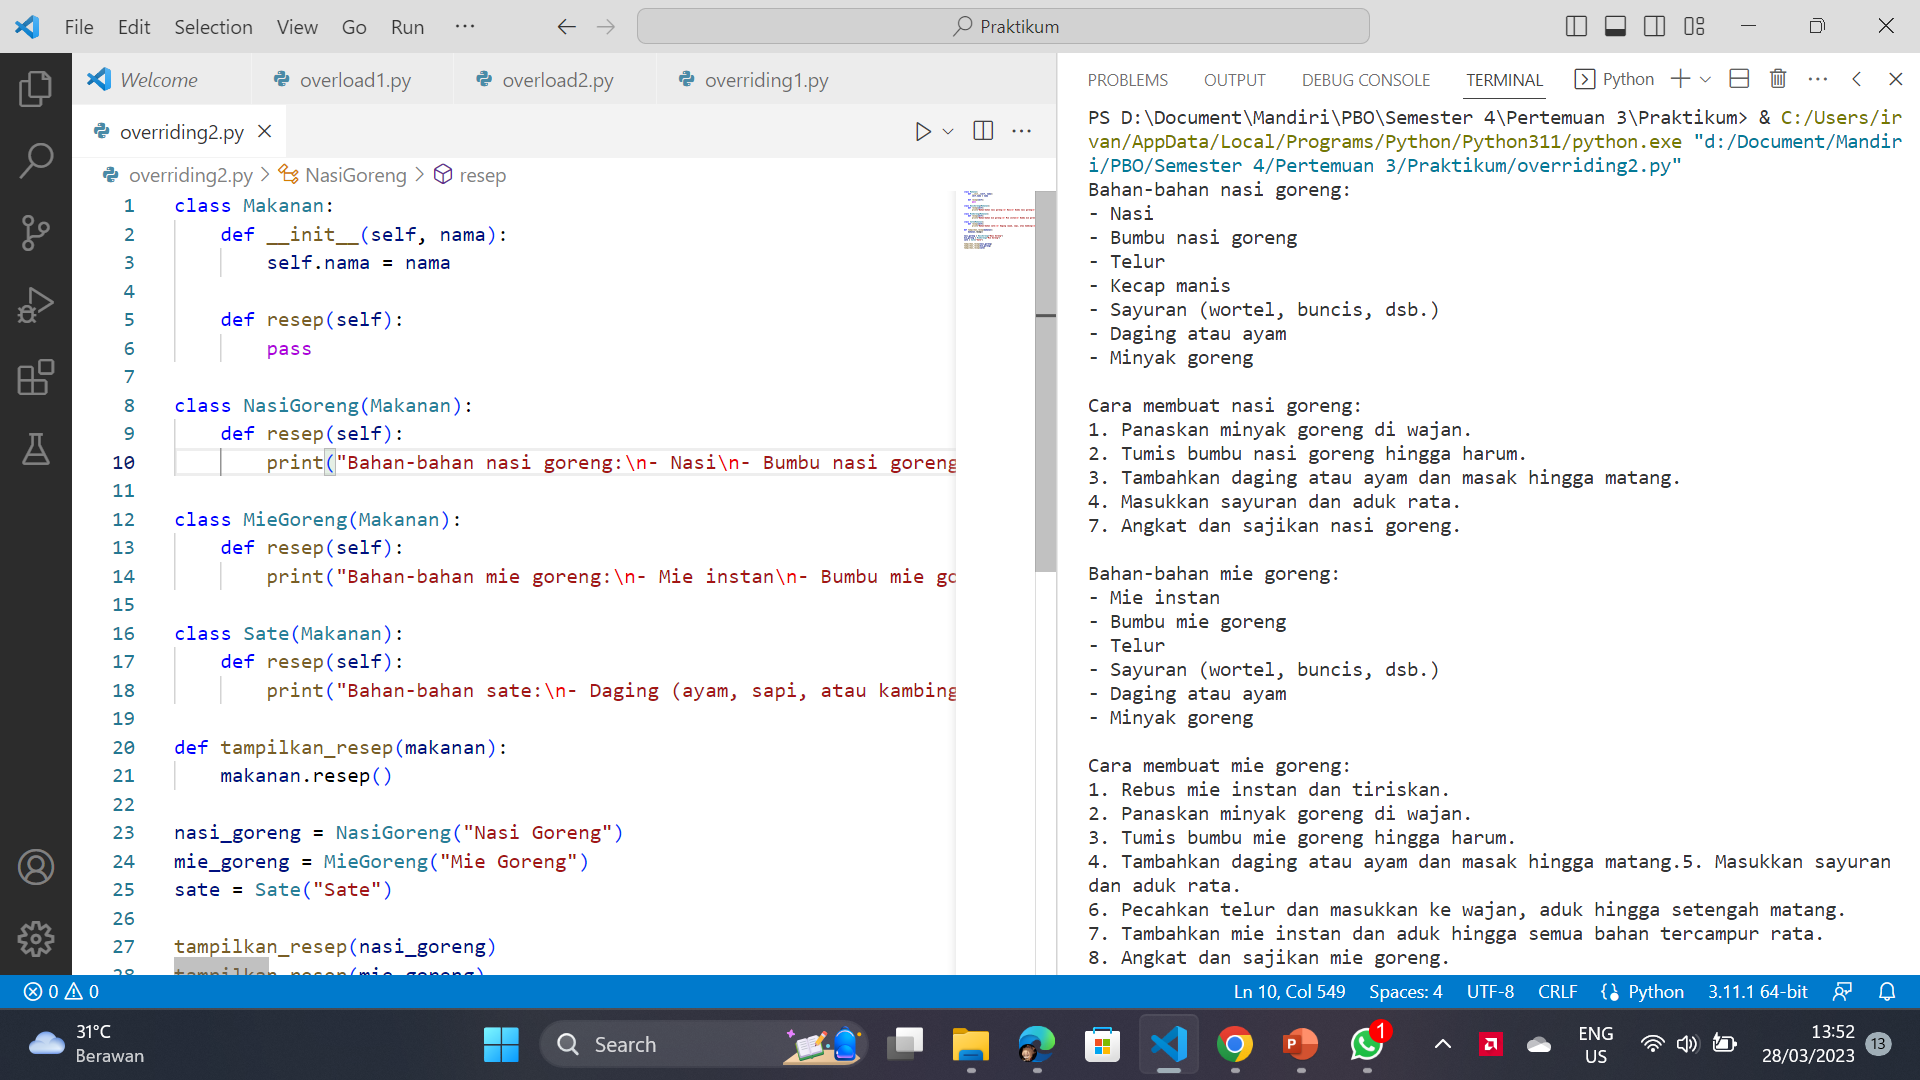 File Edit Selection View Go Run ··· Praktikum
Welcome overload1.py overload2.py overriding1.py
overriding2.py
overriding2.py > NasiGoreng > resep
1 class Makanan:
2 def __init__(self, nama):
3 self.nama = nama
4
5 def resep(self):
6 pass
7
8 class NasiGoreng(Makanan):
9 def resep(self):
10 print("Bahan-bahan nasi goreng:\n- Nasi\n- Bumbu nasi goreng
11
12 class MieGoreng(Makanan):
13 def resep(self):
14 print("Bahan-bahan mie goreng:\n- Mie instan\n- Bumbu mie go
15
16 class Sate(Makanan):
17 def resep(self):
18 print("Bahan-bahan sate:\n- Daging (ayam, sapi, atau kambing
19
20 def tampilkan_resep(makanan):
21 makanan.resep()
22
23 nasi_goreng = NasiGoreng("Nasi Goreng")
24 mie_goreng = MieGoreng("Mie Goreng")
25 sate = Sate("Sate")
26
27 tampilkan_resep(nasi_goreng)
28 tampilkan_resep(mie_goreng)
PROBLEMS OUTPUT DEBUG CONSOLE TERMINAL Python
PS D:\Document\Mandiri\PBO\Semester 4\Pertemuan 3\Praktikum> & C:/Users/ir
van/AppData/Local/Programs/Python/Python311/python.exe "d:/Document/Mandir
i/PBO/Semester 4/Pertemuan 3/Praktikum/overriding2.py"
Bahan-bahan nasi goreng:
- Nasi
- Bumbu nasi goreng
- Telur
- Kecap manis
- Sayuran (wortel, buncis, dsb.)
- Daging atau ayam
- Minyak goreng

Cara membuat nasi goreng:
1. Panaskan minyak goreng di wajan.
2. Tumis bumbu nasi goreng hingga harum.
3. Tambahkan daging atau ayam dan masak hingga matang.
4. Masukkan sayuran dan aduk rata.
7. Angkat dan sajikan nasi goreng.

Bahan-bahan mie goreng:
- Mie instan
- Bumbu mie goreng
- Telur
- Sayuran (wortel, buncis, dsb.)
- Daging atau ayam
- Minyak goreng

Cara membuat mie goreng:
1. Rebus mie instan dan tiriskan.
2. Panaskan minyak goreng di wajan.
3. Tumis bumbu mie goreng hingga harum.
4. Tambahkan daging atau ayam dan masak hingga matang.5. Masukkan sayuran
dan aduk rata.
6. Pecahkan telur dan masukkan ke wajan, aduk hingga setengah matang.
7. Tambahkan mie instan dan aduk hingga semua bahan tercampur rata.
8. Angkat dan sajikan mie goreng.
0 0 Ln 10, Col 549 Spaces: 4 UTF-8 CRLF Python 3.11.1 64-bit
31°C
Berawan
Search
1
ENG
US
13:52
28/03/2023
13